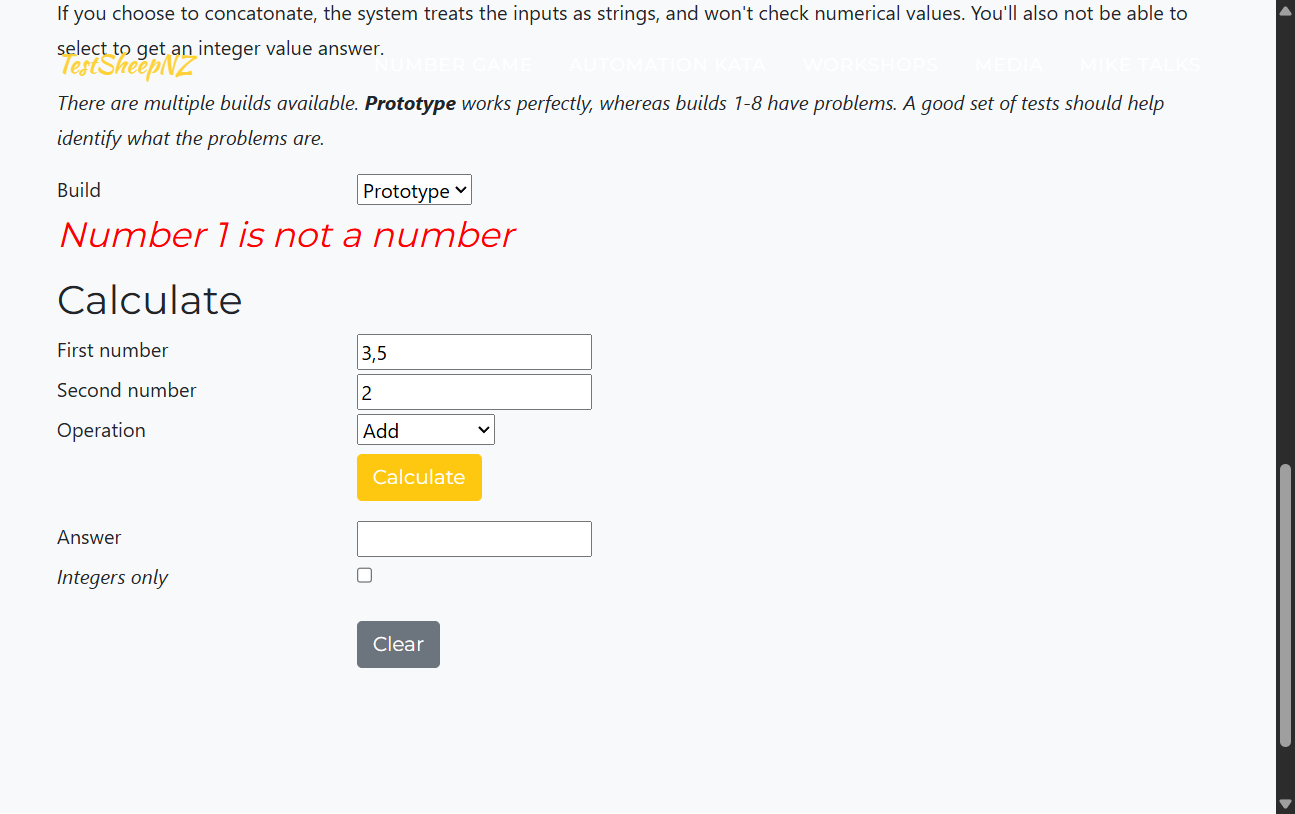 If you choose to concatonate, the system treats the inputs as strings, and won't check numerical values. You'll also not be able to
select to get an integer value answer.
TestSheepNZ NUMBER GAME AUTOMATION KATA WORKSHOPS MEDIA MIKE TALKS
There are multiple builds available. Prototype works perfectly, whereas builds 1-8 have problems. A good set of tests should help
identify what the problems are.
Build Prototype
Number 1 is not a number
Calculate
First number 3,5
Second number 2
Operation Add
Calculate
Answer
Integers only
Clear